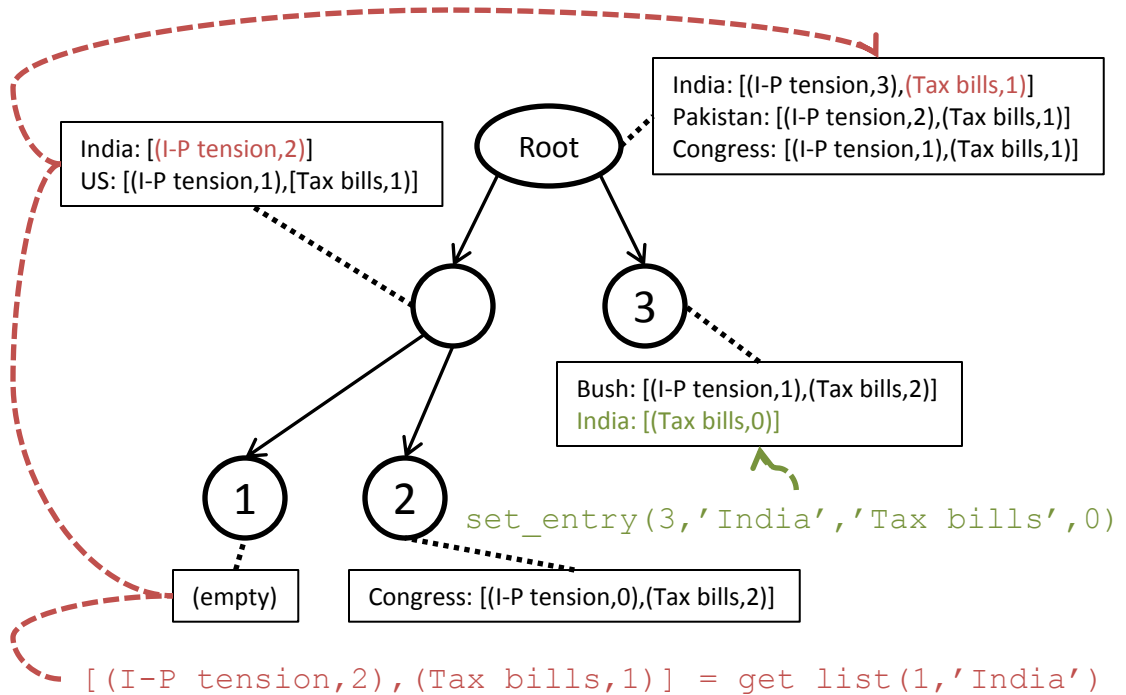 India: [(I-P tension,3),(Tax bills,1)]
Pakistan: [(I-P tension,2),(Tax bills,1)]
Congress: [(I-P tension,1),(Tax bills,1)]
India: [(I-P tension,2)]
US: [(I-P tension,1),[Tax bills,1)]
Root
3
Bush: [(I-P tension,1),(Tax bills,2)]
India: [(Tax bills,0)]
1
2
set_entry(3,’India’,’Tax bills’,0)
(empty)
Congress: [(I-P tension,0),(Tax bills,2)]
[(I-P tension,2),(Tax bills,1)] = get list(1,’India’)